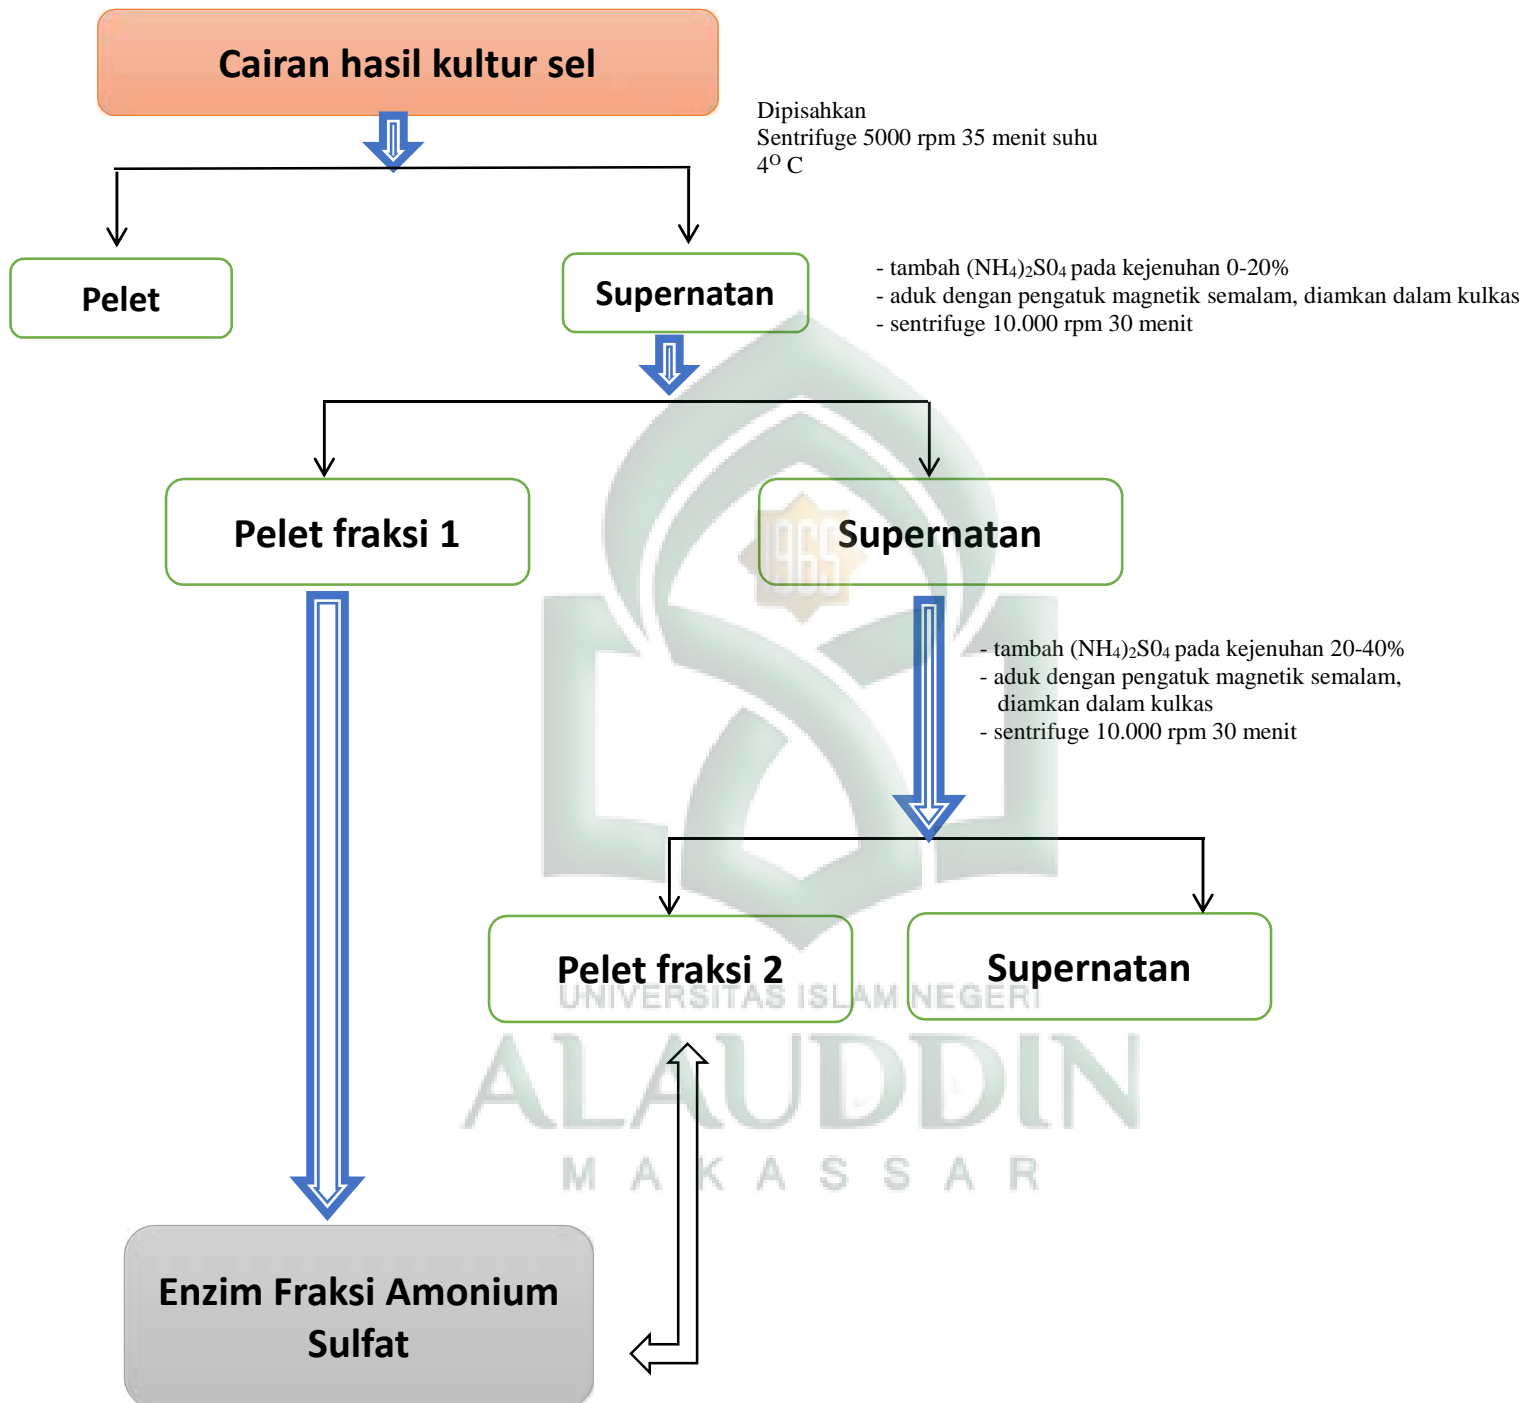 Cairan hasil kultur sel
Dipisahkan
Sentrifuge 5000 rpm 35 menit suhu
4ᴼ C
Pelet
Supernatan
- tambah (NH₄)₂S0₄ pada kejenuhan 0-20%
- aduk dengan pengatuk magnetik semalam, diamkan dalam kulkas
- sentrifuge 10.000 rpm 30 menit
Pelet fraksi 1
Supernatan
1965
- tambah (NH₄)₂S0₄ pada kejenuhan 20-40%
- aduk dengan pengatuk magnetik semalam,
diamkan dalam kulkas
- sentrifuge 10.000 rpm 30 menit
Pelet fraksi 2
Supernatan
UNIVERSITAS ISLAM NEGERI
ALAUDDIN
MAKASSAR
Enzim Fraksi Amonium
Sulfat